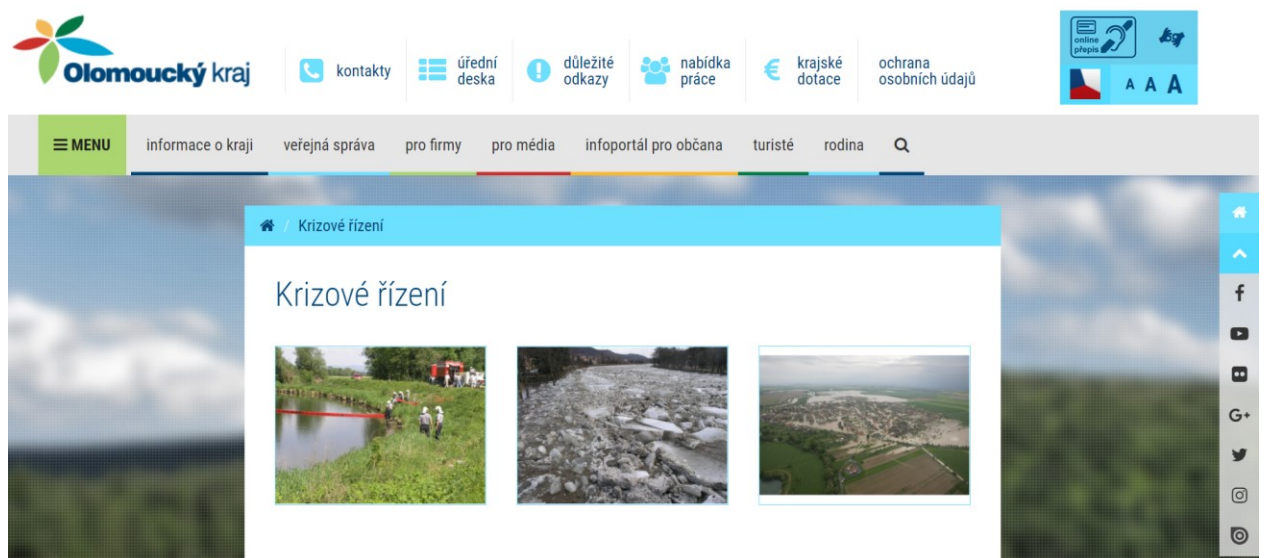 Olomoucký kraj
kontakty
úřední
deska
důležité
odkazy
nabídka
práce
krajské
dotace
ochrana
osobních údajů
online
přepis
A A A
MENU
informace o kraji
veřejná správa
pro firmy
pro média
infoportál pro občana
turisté
rodina
/ Krizové řízení
Krizové řízení
G+